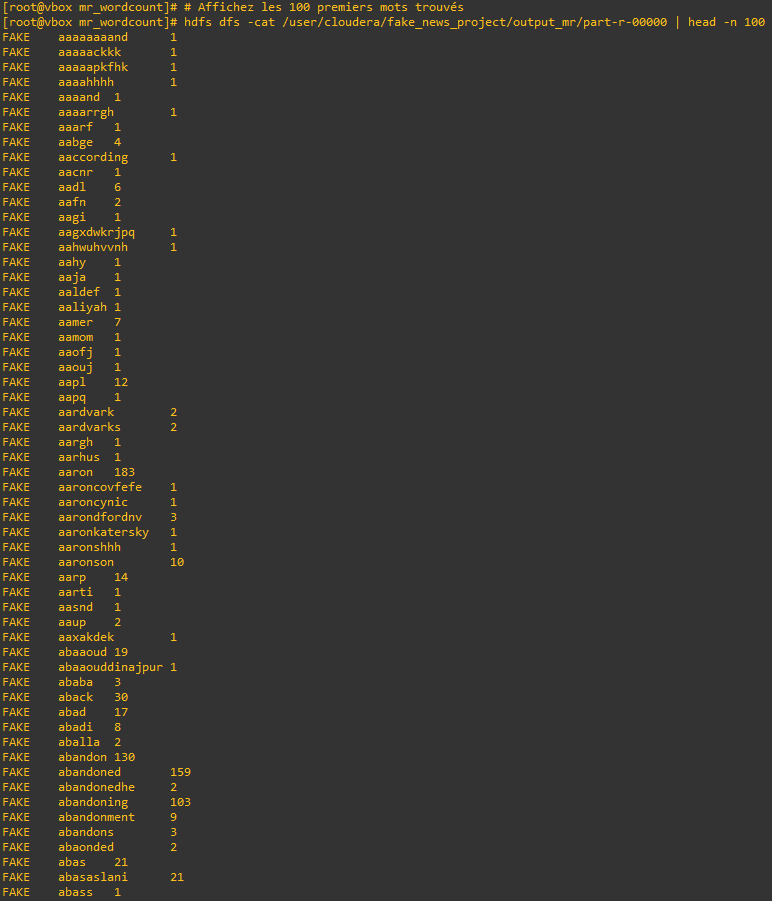 [root@vbox mr_wordcount]# # Affichez les 100 premiers mots trouvés
[root@vbox mr_wordcount]# hdfs dfs -cat /user/cloudera/fake_news_project/output_mr/part-r-00000 | head -n 100
FAKE aaaaaaaand 1
FAKE aaaaackkk 1
FAKE aaaaapkfhk 1
FAKE aaaahhhh 1
FAKE aaaand 1
FAKE aaaarrgh 1
FAKE aaarf 1
FAKE aabge 4
FAKE aaccording 1
FAKE aacnr 1
FAKE aadl 6
FAKE aafn 2
FAKE aagi 1
FAKE aagxdwkrjpq 1
FAKE aahwuhvvnh 1
FAKE aahy 1
FAKE aaja 1
FAKE aaldef 1
FAKE aaliyah 1
FAKE aamer 7
FAKE aamom 1
FAKE aaofj 1
FAKE aaouj 1
FAKE aapl 12
FAKE aapq 1
FAKE aardvark 2
FAKE aardvarks 2
FAKE aargh 1
FAKE aarhus 1
FAKE aaron 183
FAKE aaroncovfefe 1
FAKE aaroncynic 1
FAKE aarondfordnv 3
FAKE aaronkatersky 1
FAKE aaronshhh 1
FAKE aaronson 10
FAKE aarp 14
FAKE aarti 1
FAKE aasnd 1
FAKE aaup 2
FAKE aaxakdek 1
FAKE abaaoud 19
FAKE abaaouddinajpur 1
FAKE ababa 3
FAKE aback 30
FAKE abad 17
FAKE abadi 8
FAKE aballa 2
FAKE abandon 130
FAKE abandoned 159
FAKE abandonedhe 2
FAKE abandoning 103
FAKE abandonment 9
FAKE abandons 3
FAKE abaonded 2
FAKE abas 21
FAKE abasaslani 21
FAKE abass 1